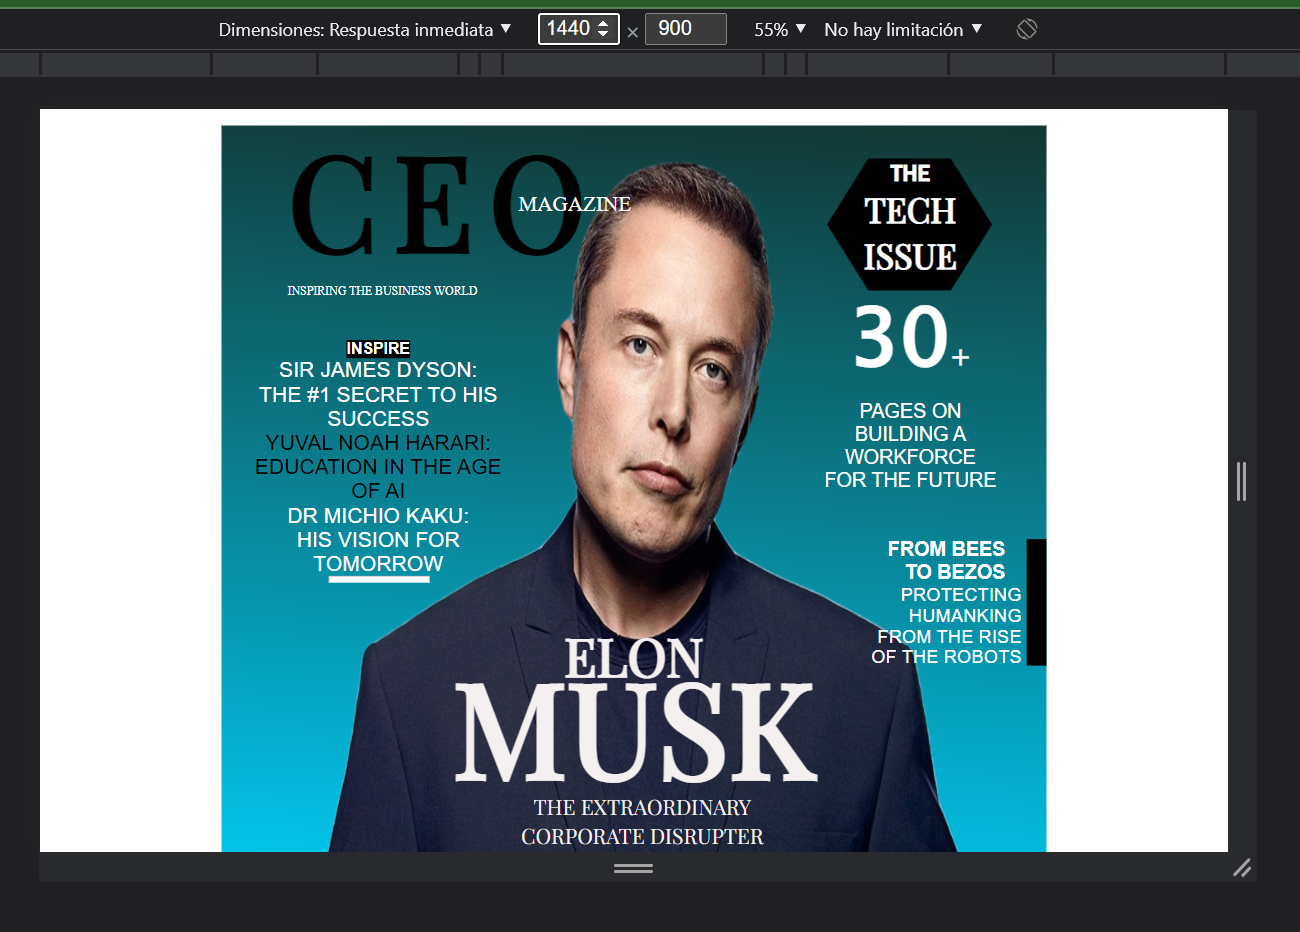 Dimensiones: Respuesta inmediata ▼ 1440 × 900 55% ▼ No hay limitación ▼
CEO
MAGAZINE
INSPIRING THE BUSINESS WORLD
INSPIRE
SIR JAMES DYSON:
THE #1 SECRET TO HIS
SUCCESS
YUVAL NOAH HARARI:
EDUCATION IN THE AGE
OF AI
DR MICHIO KAKU:
HIS VISION FOR
TOMORROW
THE
TECH
ISSUE
30+
PAGES ON
BUILDING A
WORKFORCE
FOR THE FUTURE
FROM BEES
TO BEZOS
PROTECTING
HUMANKING
FROM THE RISE
OF THE ROBOTS
ELON
MUSK
THE EXTRAORDINARY
CORPORATE DISRUPTER